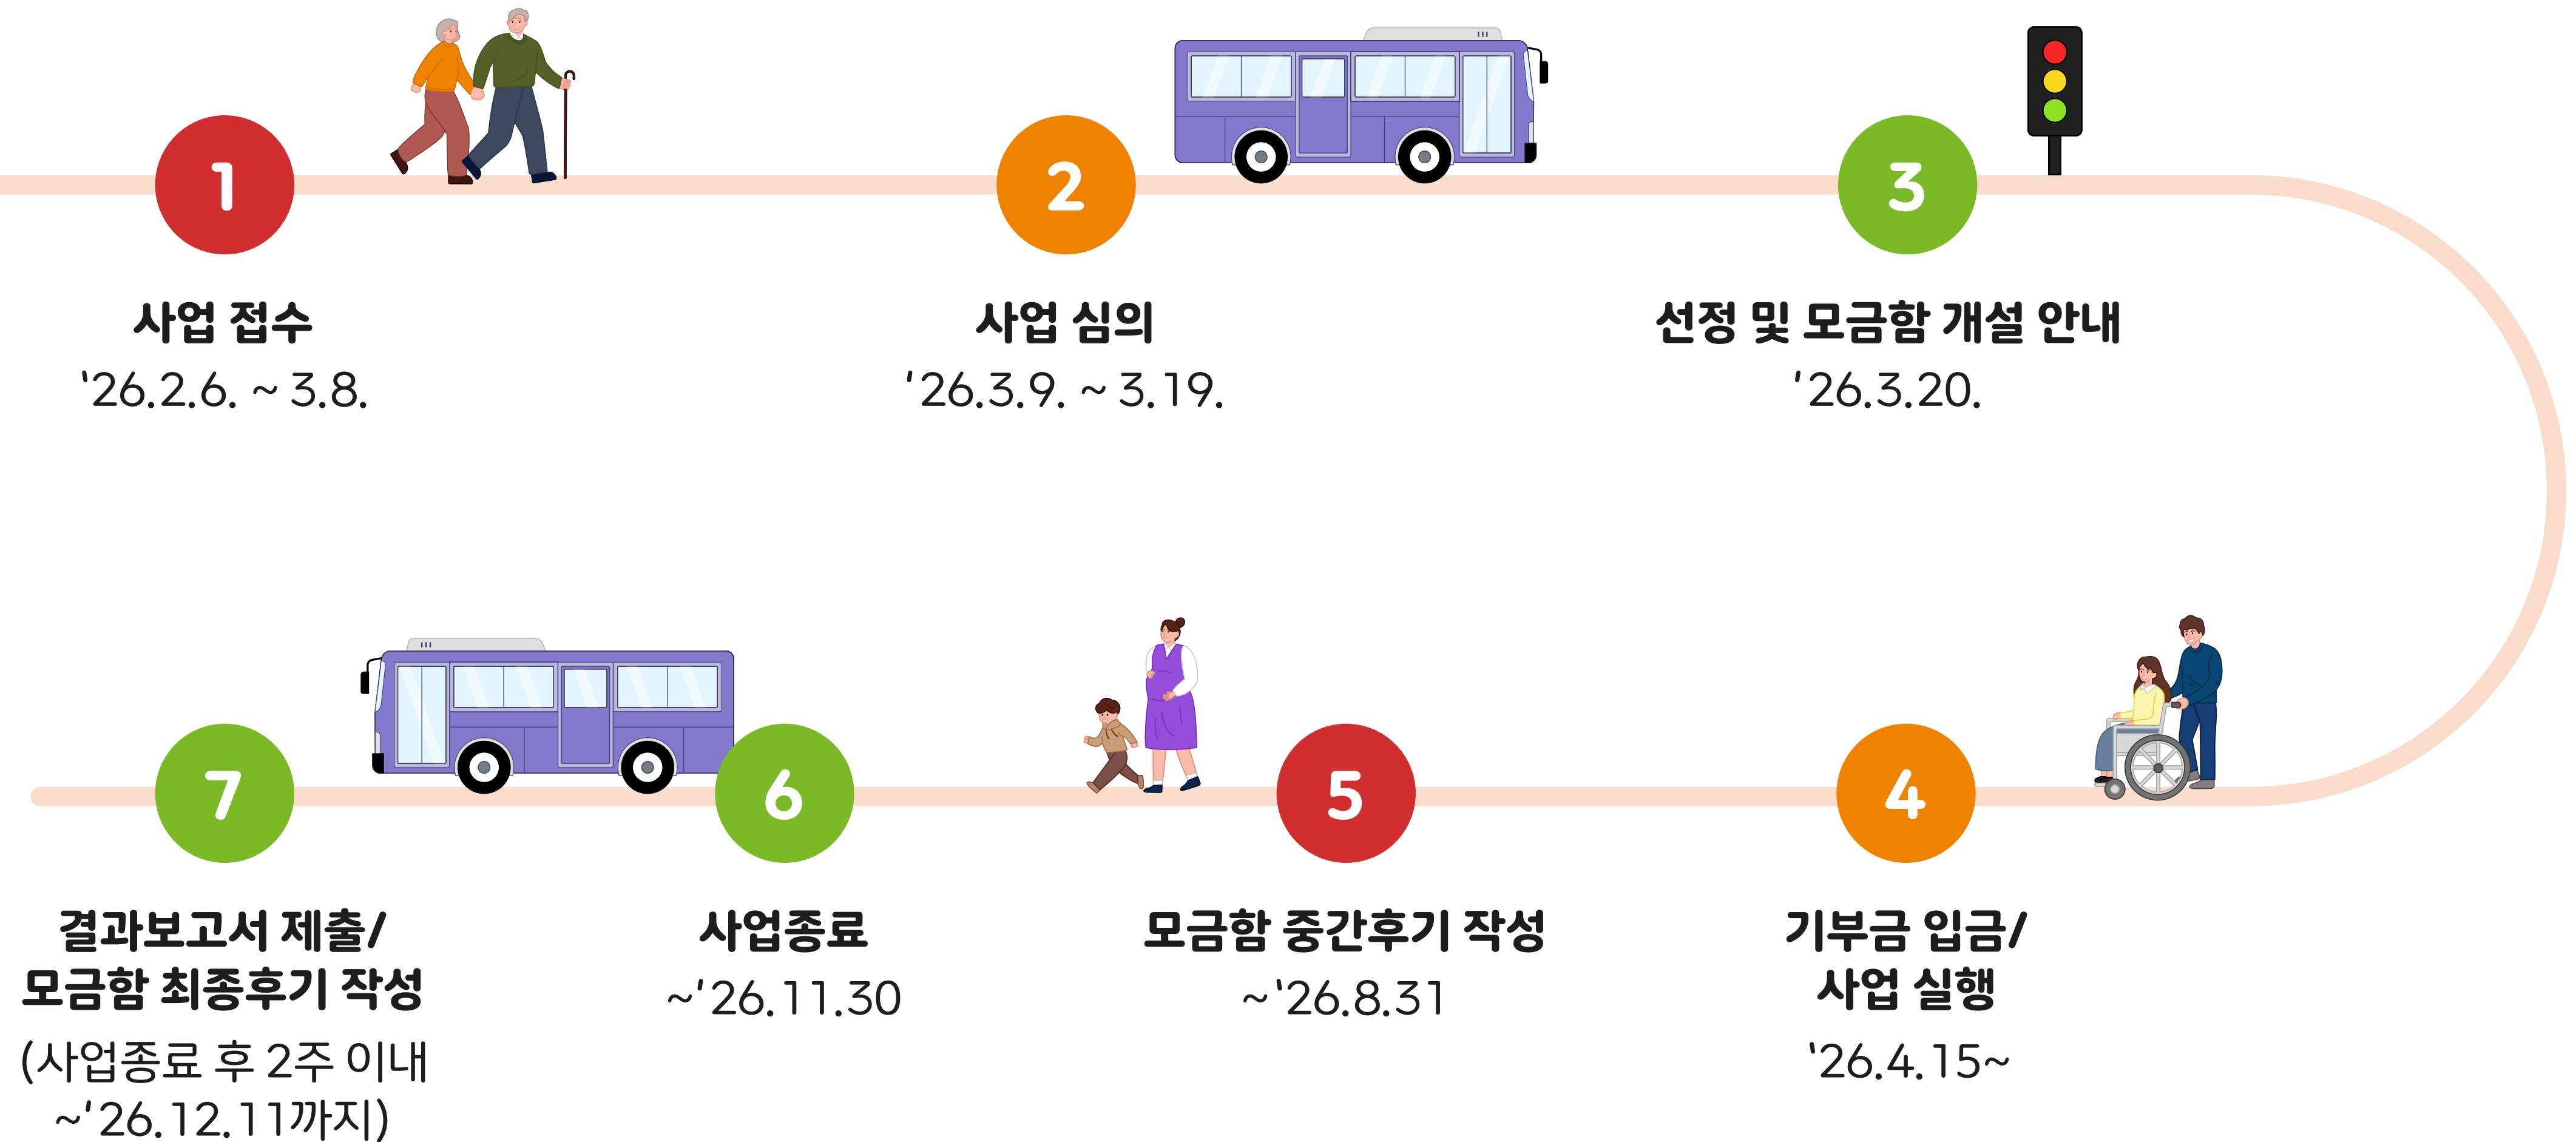 1
사업 접수
'26.2.6. ~ 3.8.
2
사업 심의
'26.3.9. ~ 3.19.
3
선정 및 모금함 개설 안내
'26.3.20.
4
기부금 입금/
사업 실행
'26.4.15~
5
모금함 중간후기 작성
~'26.8.31
6
사업종료
~'26.11.30
7
결과보고서 제출/
모금함 최종후기 작성
(사업종료 후 2주 이내
~'26.12.11까지)